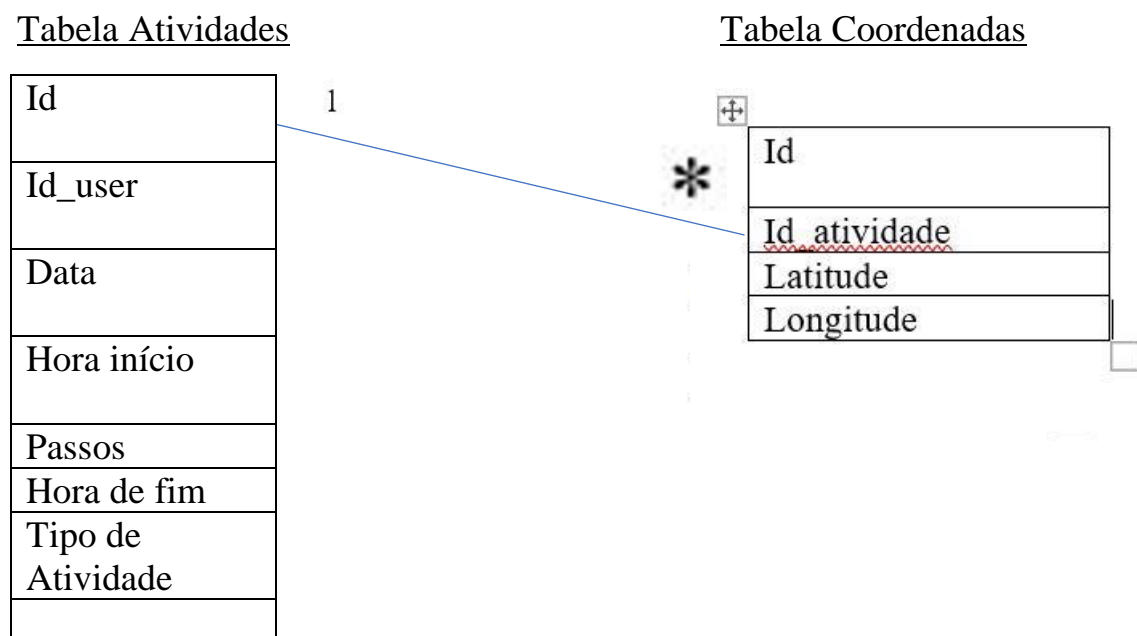 Tabela Atividades
Tabela Coordenadas
Id
1
Id_user
Data
Hora início
Passos
Hora de fim
Tipo de
Atividade
*
Id
Id_atividade
Latitude
Longitude